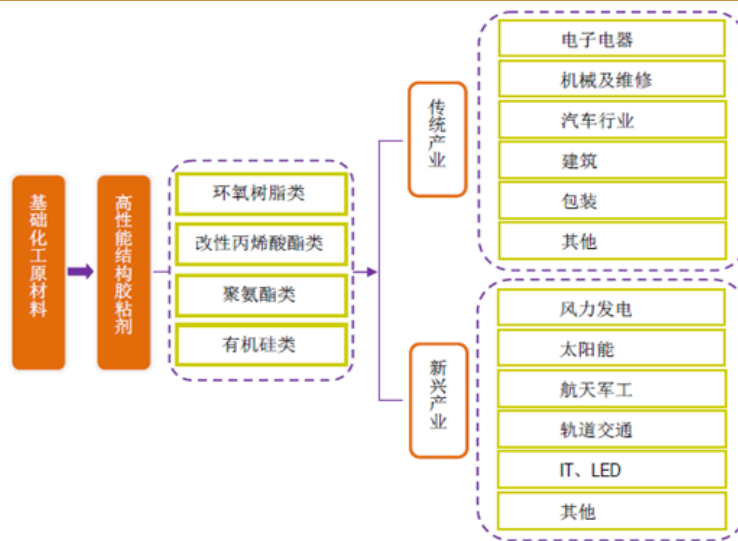 基础化工原材料
高性能结构胶粘剂
环氧树脂类
改性丙烯酸酯类
聚氨酯类
有机硅类
传统产业
电子电器
机械及维修
汽车行业
建筑
包装
其他
新兴产业
风力发电
太阳能
航天军工
轨道交通
IT、LED
其他